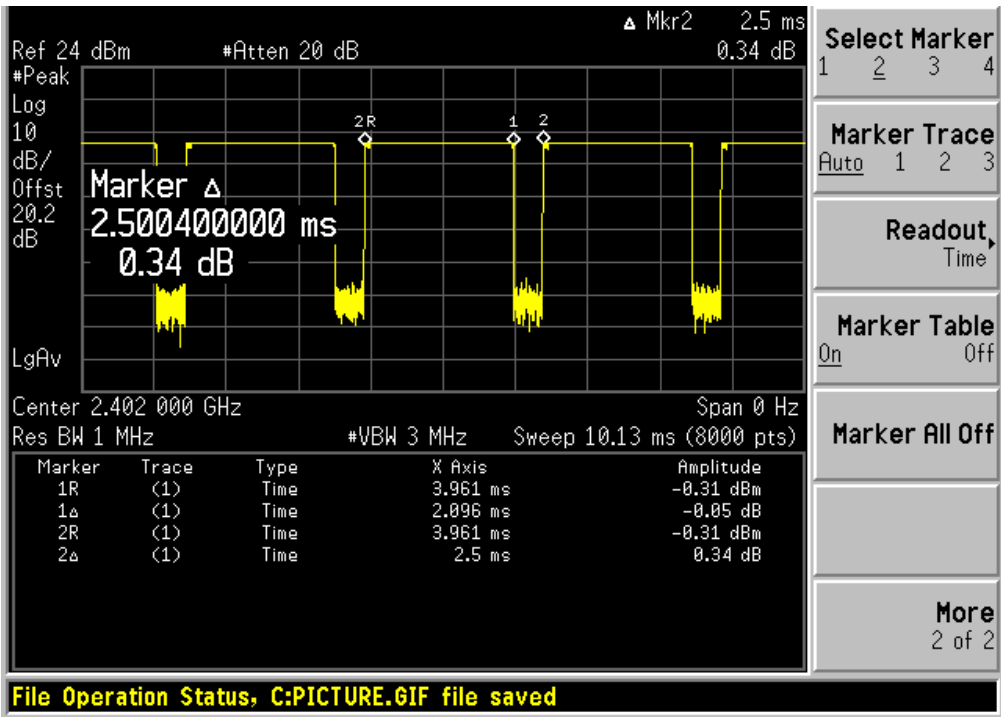 ▵ Mkr2 2.5 ms
Ref 24 dBm #Atten 20 dB 0.34 dB
#Peak
Log
10
dB/
Offst
20.2
dB
LgAv
2R 1 2
Marker ▵
2.500400000 ms
0.34 dB
Center 2.402 000 GHz Span 0 Hz
Res BW 1 MHz #VBW 3 MHz Sweep 10.13 ms (8000 pts)
Marker Trace Type X Axis Amplitude
1R (1) Time 3.961 ms -0.31 dBm
1▵ (1) Time 2.096 ms -0.05 dB
2R (1) Time 3.961 ms -0.31 dBm
2▵ (1) Time 2.5 ms 0.34 dB
File Operation Status, C:PICTURE.GIF file saved
Select Marker
1 2 3 4
Marker Trace
Auto 1 2 3
Readout
Time
Marker Table
On Off
Marker All Off
More
2 of 2